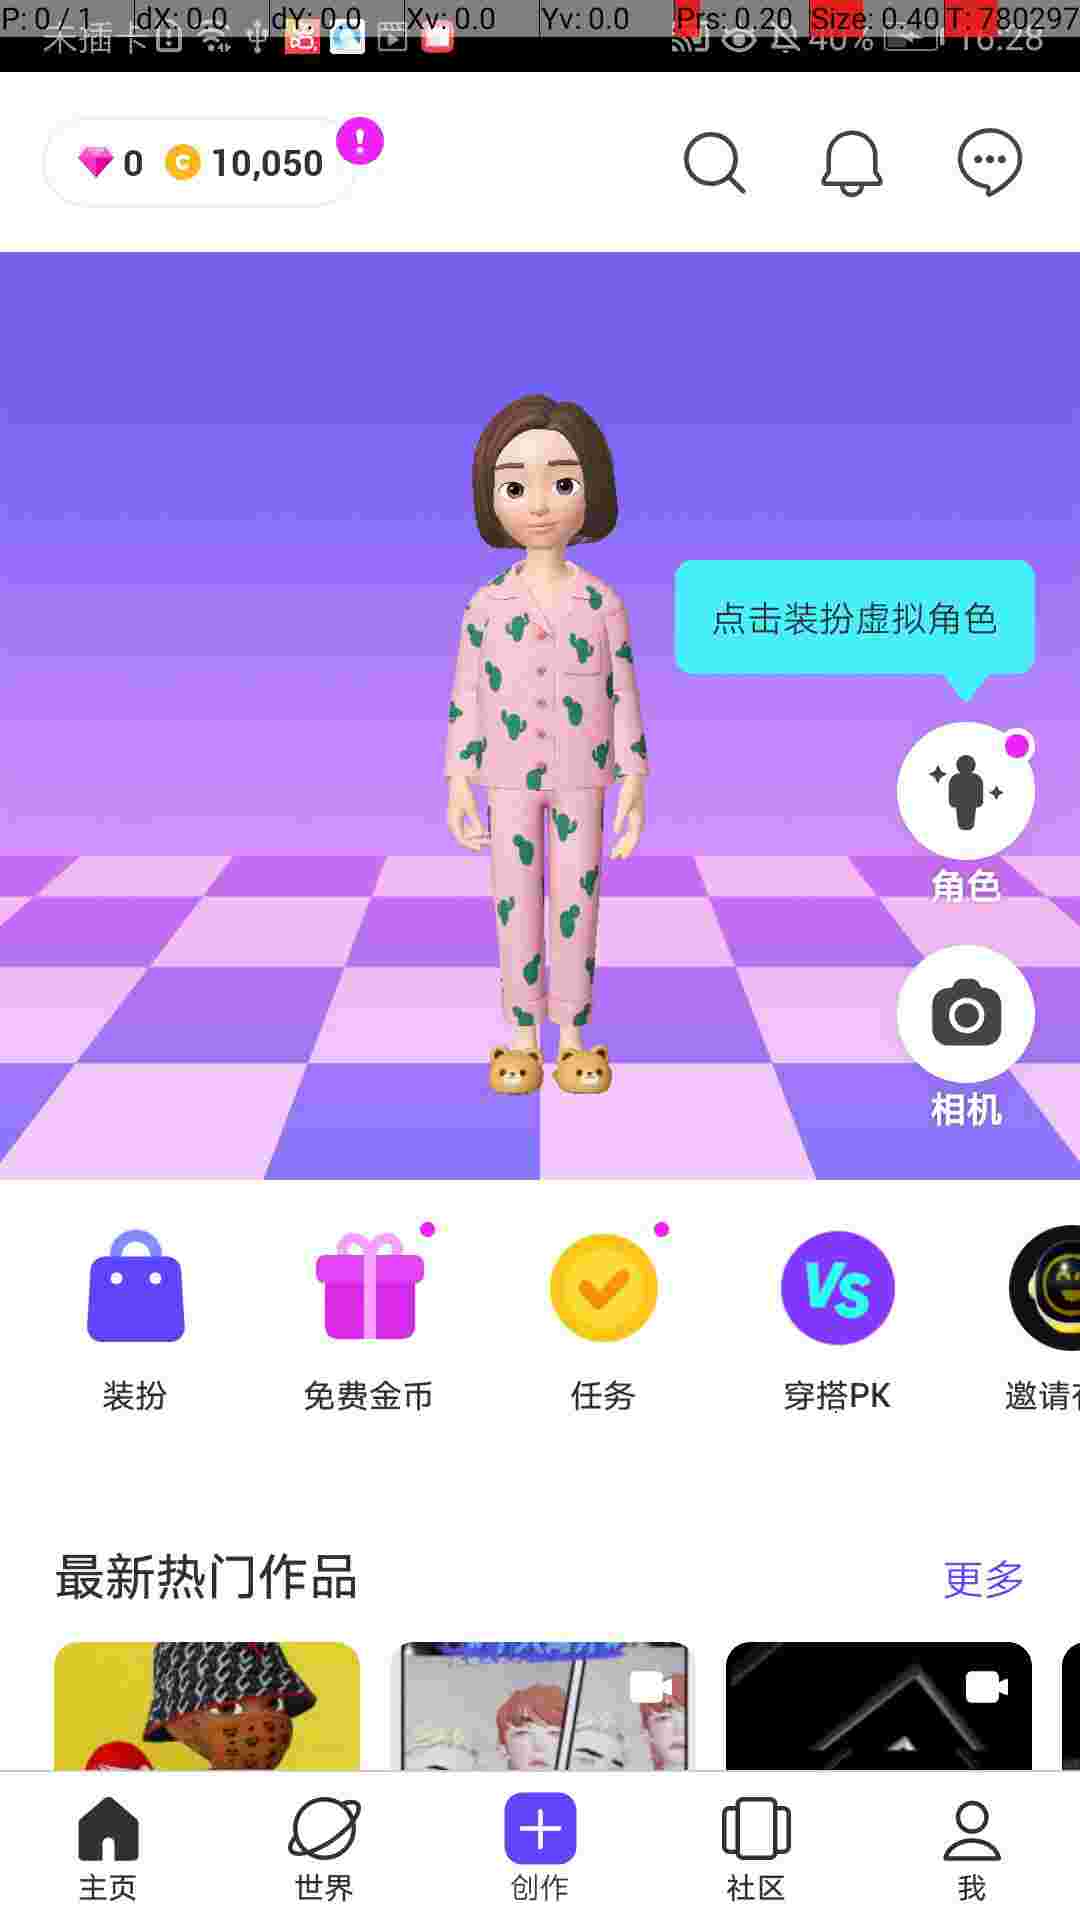 P: 0 / 1 dX: 0.0 dY: 0.0 Xv: 0.0 Yv: 0.0 Prs: 0.20 Size: 0.40 T: 780297
未插卡 40% 16:28
0 C 10,050 !
点击装扮虚拟角色
角色
相机
VS
装扮 免费金币 任务 穿搭PK 邀请
最新热门作品 更多
主页 世界 创作 社区 我